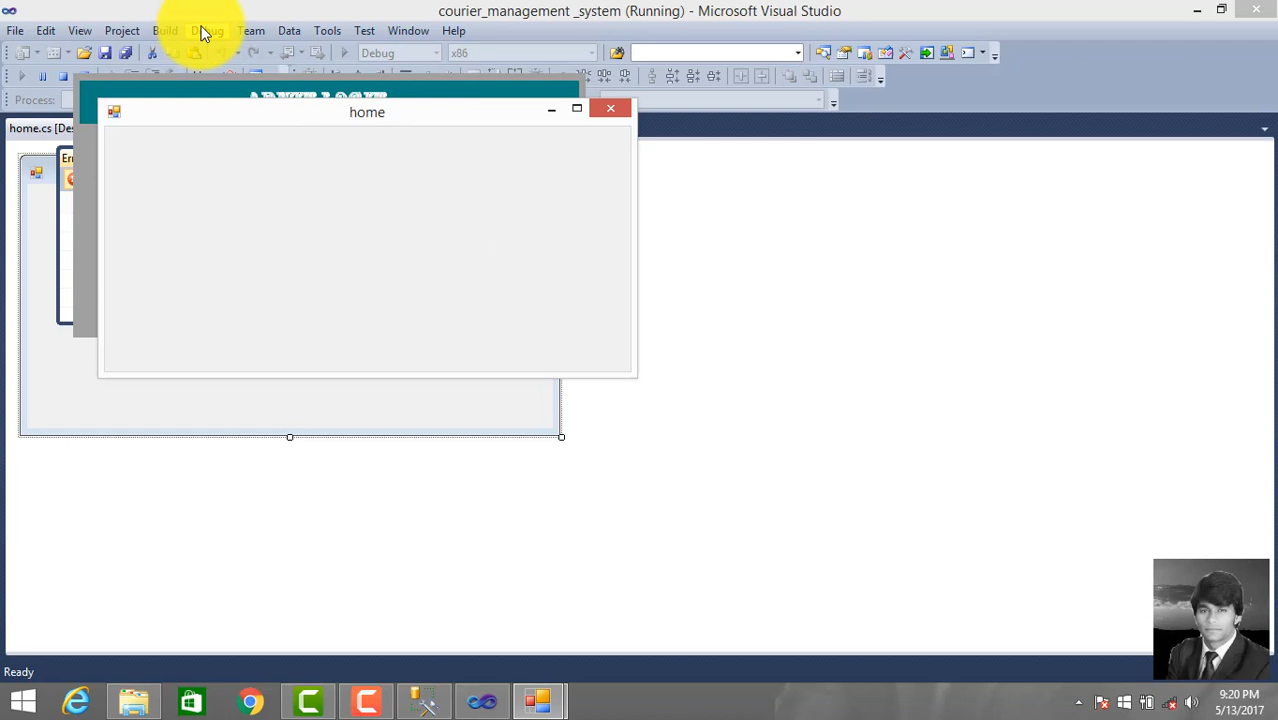 courier_management _system (Running) - Microsoft Visual Studio
File Edit View Project Build Debug Team Data Tools Test Window Help
Debug x86
Process:
home
home.cs [Des
Ready
9:20 PM
5/13/2017